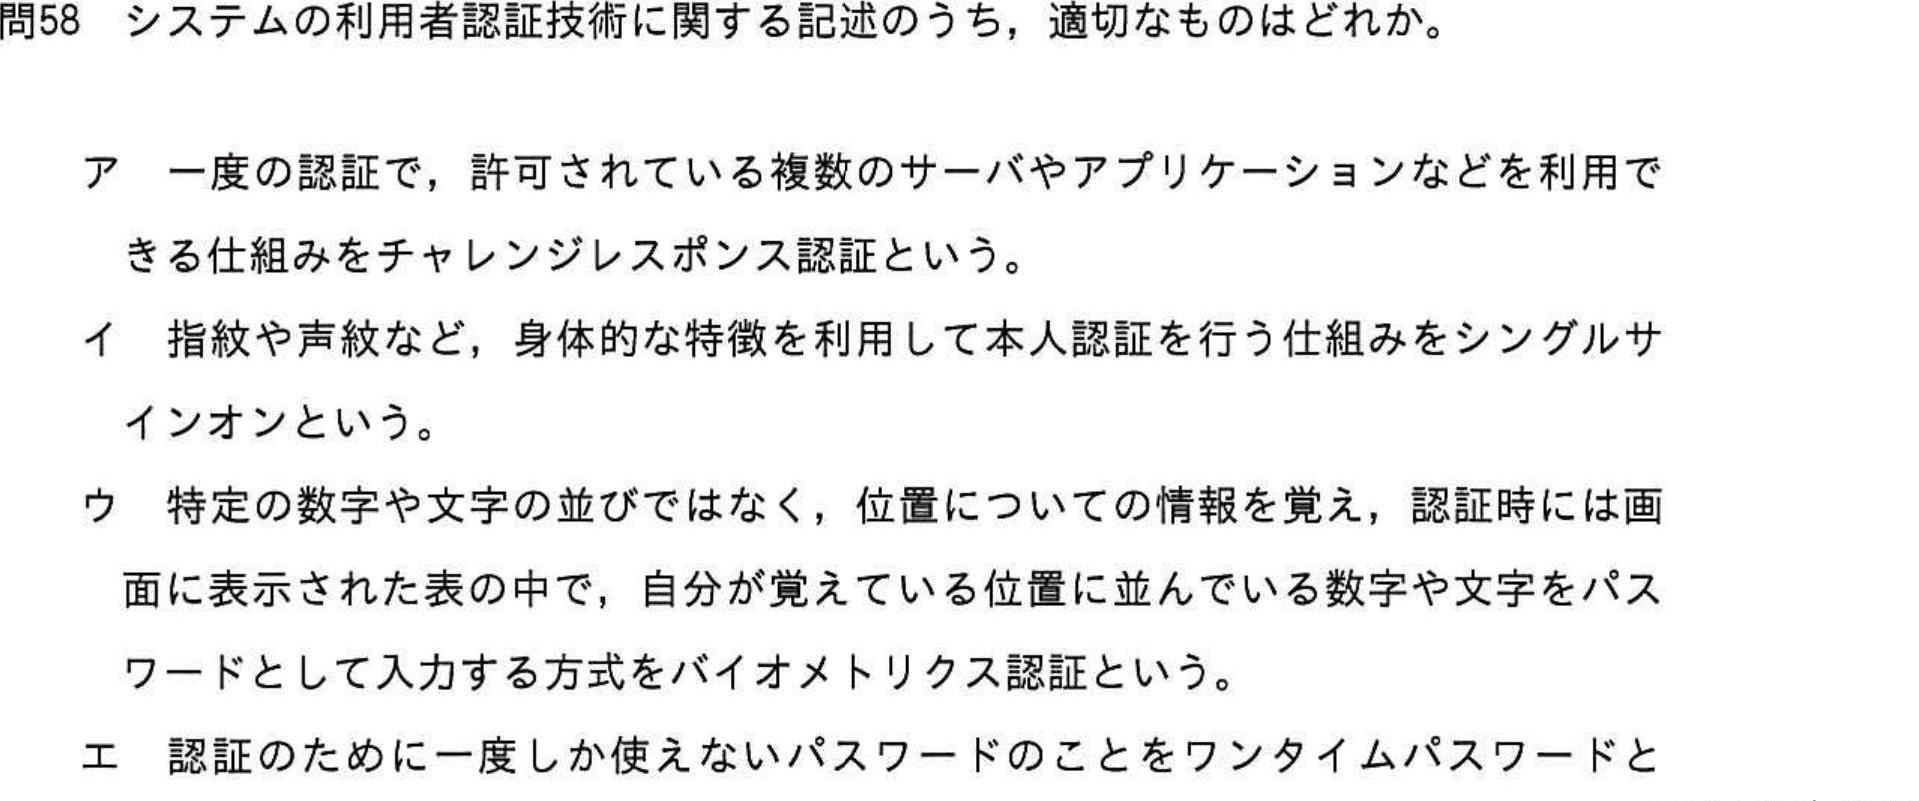 問58　システムの利用者認証技術に関する記述のうち，適切なものはどれか。
ア　一度の認証で，許可されている複数のサーバやアプリケーションなどを利用で
きる仕組みをチャレンジレスポンス認証という。
イ　指紋や声紋など，身体的な特徴を利用して本人認証を行う仕組みをシングルサ
インオンという。
ウ　特定の数字や文字の並びではなく，位置についての情報を覚え，認証時には画
面に表示された表の中で，自分が覚えている位置に並んでいる数字や文字をパス
ワードとして入力する方式をバイオメトリクス認証という。
エ　認証のために一度しか使えないパスワードのことをワンタイムパスワードと